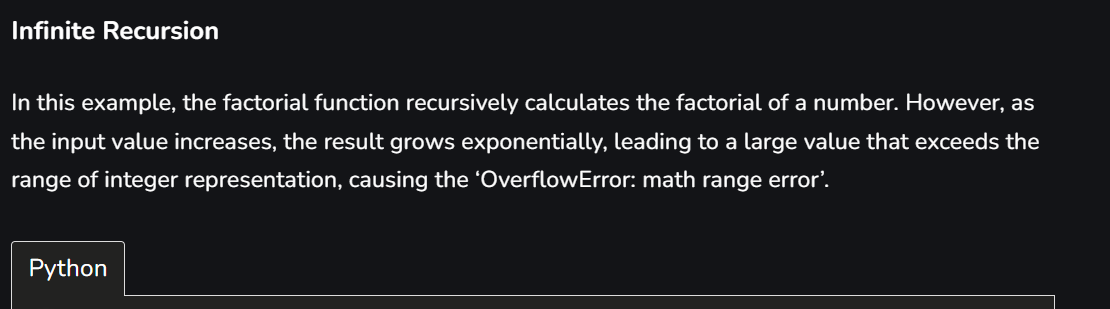 Infinite Recursion
In this example, the factorial function recursively calculates the factorial of a number. However, as
the input value increases, the result grows exponentially, leading to a large value that exceeds the
range of integer representation, causing the ‘OverflowError: math range error’.
Python